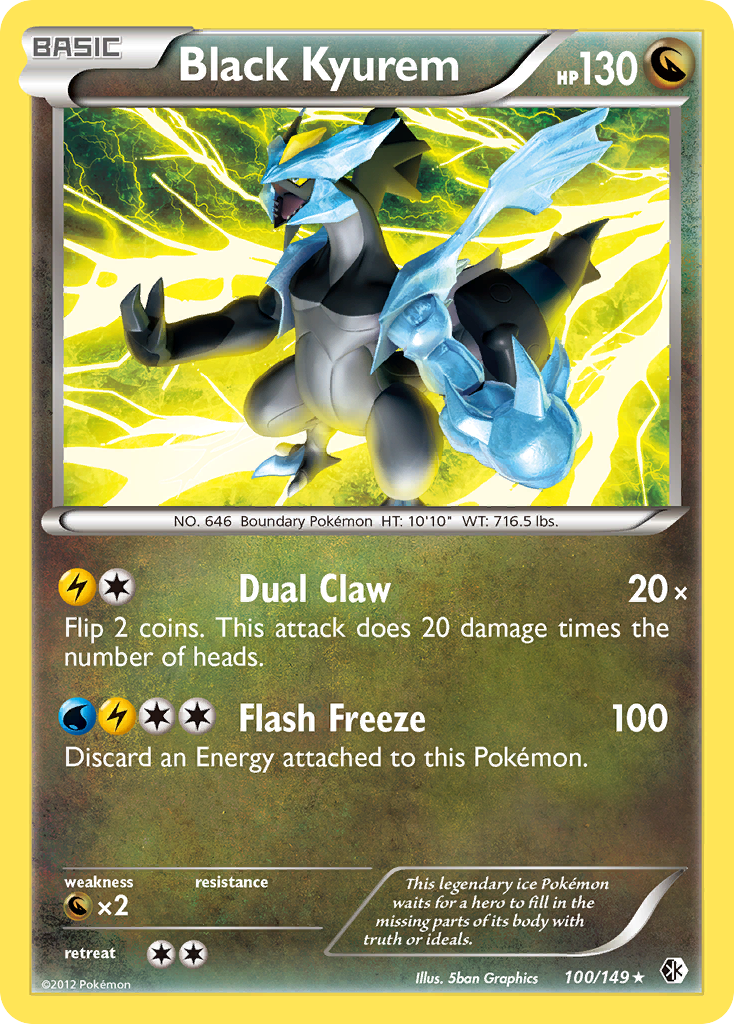 BASIC
Black Kyurem
HP130
NO. 646 Boundary Pokémon HT: 10'10" WT: 716.5 lbs.
Dual Claw 20×
Flip 2 coins. This attack does 20 damage times the
number of heads.
Flash Freeze 100
Discard an Energy attached to this Pokémon.
weakness resistance
×2
retreat
This legendary ice Pokémon
waits for a hero to fill in the
missing parts of its body with
truth or ideals.
Illus. 5ban Graphics 100/149★
©2012 Pokémon